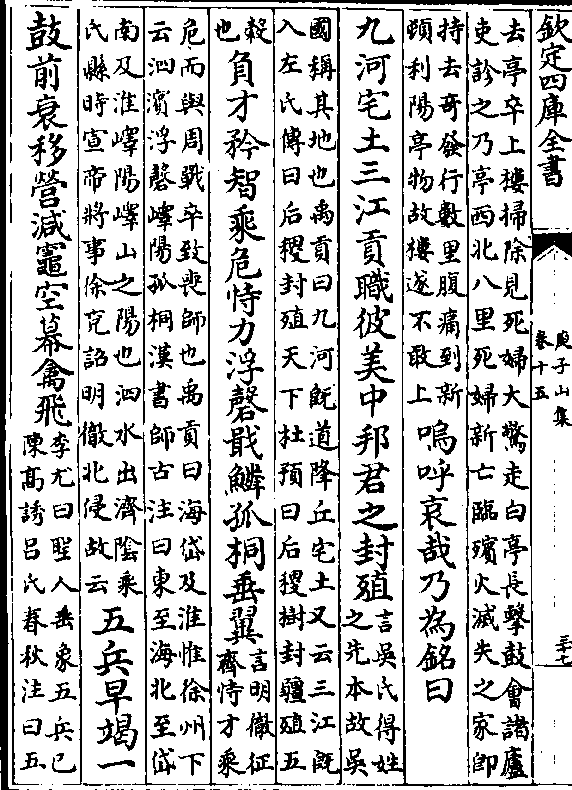 欽定四庫全書
庾子山集
卷十五
三十七
去亭卒上樓掃除見死婦大驚走白亭長擊鼓會諸廬
吏診之乃亭西北八里死婦新亡臨殯火滅失之家即
持去奇發行數里腹痛到新
頓利陽亭物故樓遂不敢上
嗚呼哀哉乃為銘曰
九河宅土三江貢職彼美中邦君之封殖
言吳氏得姓
之先本故吳
國稱其地也禹貢曰九河既道降丘宅土又云三江既
入左氏傳曰后稷封殖天下杜預曰后稷樹封疆殖五
穀
也
負才矜智乘危恃力浮磬戢鱗孤桐垂翼
言明徹征
齊恃才乘
危而與周戰卒致喪師也禹貢曰海岱及淮惟徐州下
云泗濱浮磬嶧陽孤桐漢書師古注曰東至海北至岱
南及淮嶧陽嶧山之陽也泗水出濟陰乘
氏縣時宣帝將事徐兗詔明徹北侵故云
五兵早竭一
鼓前衰移營減竈空幕禽飛
李尤曰聖人垂象五兵已
陳高誘呂氏春秋注曰五